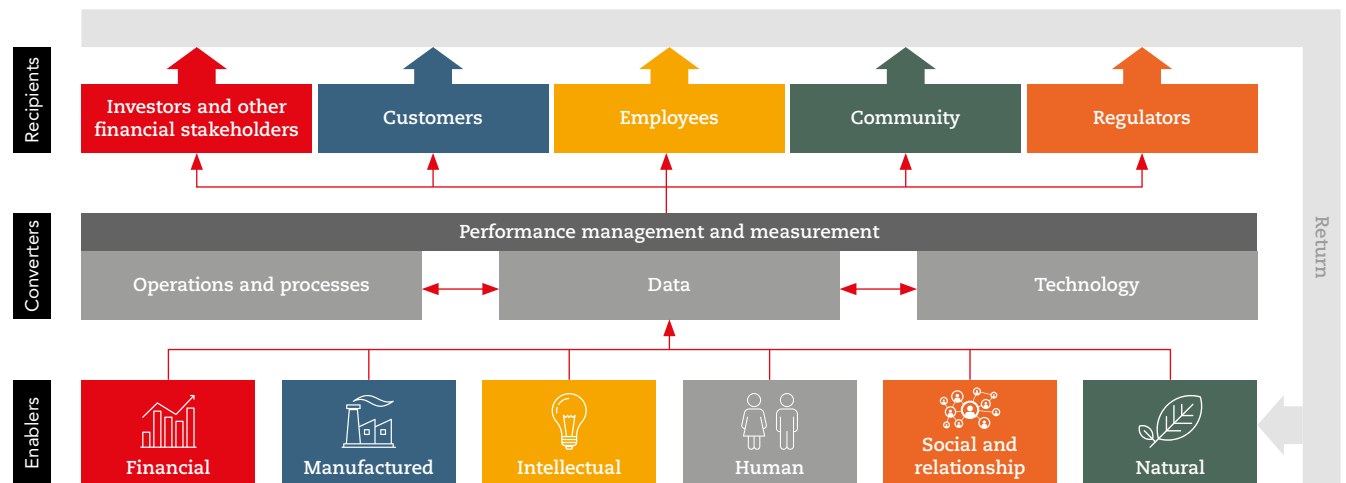 Recipients
Investors and other
financial stakeholders
Customers
Employees
Community
Regulators
Converters
Performance management and measurement
Operations and processes
Data
Technology
Return
Enablers
Financial
Manufactured
Intellectual
Human
Social and
relationship
Natural